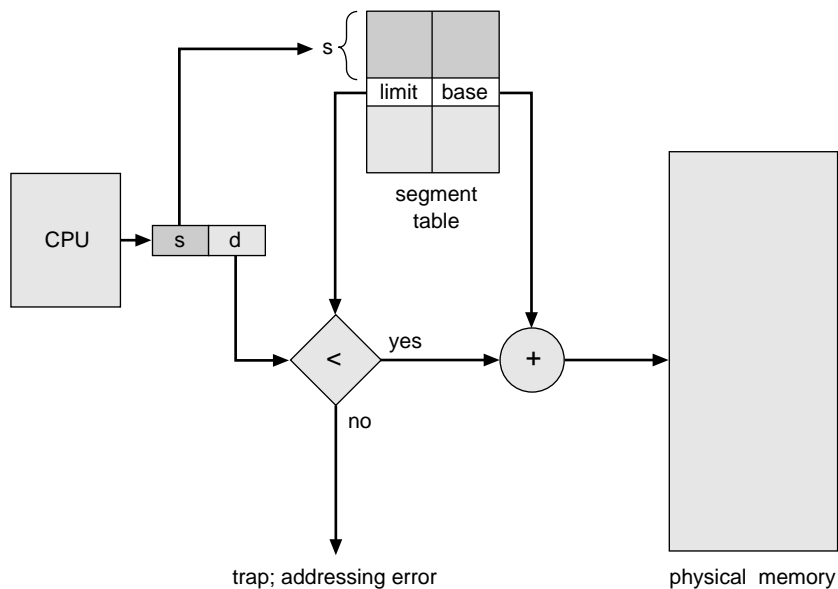 s
limit base
segment
table
CPU
s d
<
yes
+
no
trap; addressing error
physical memory